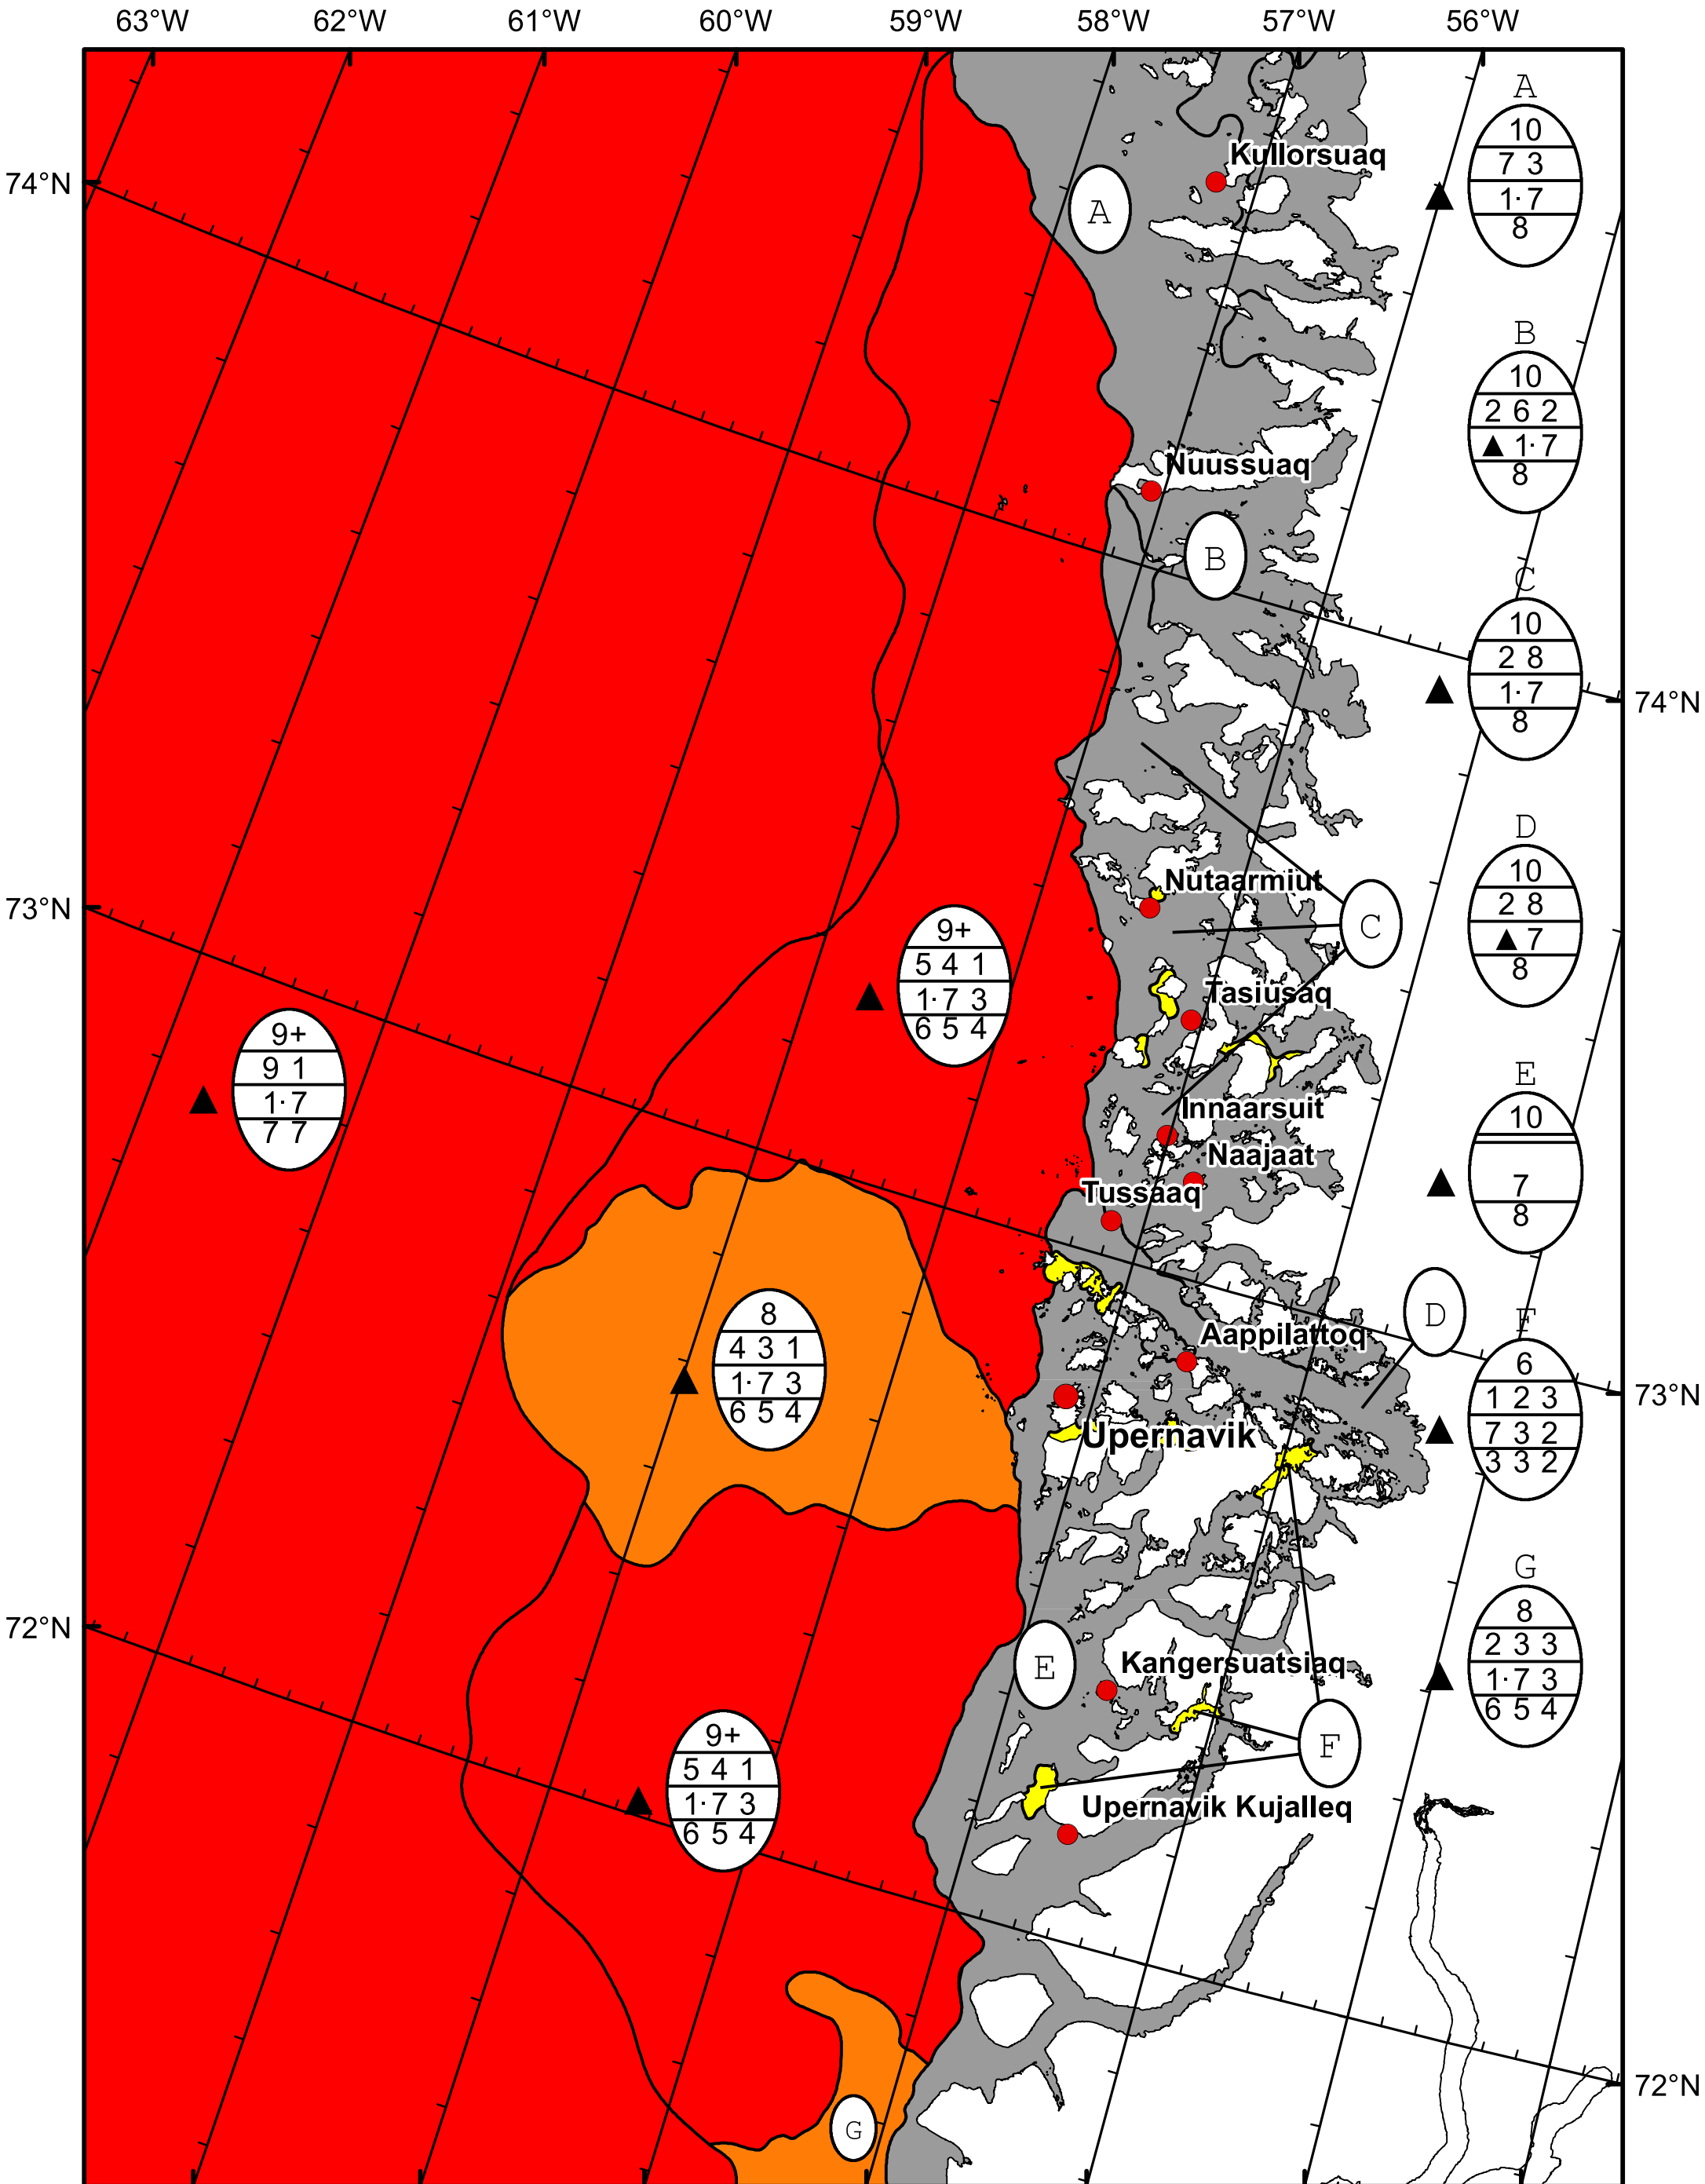 63°W 62°W 61°W 60°W 59°W 58°W 57°W 56°W
74°N
73°N
72°N
74°N
73°N
72°N
Kullorsuaq
A
Nuussuaq
B
Nutaarmiut
C
Tasiusaq
Innaarsuit
Naajaat
Tussaaq
D
Aappilattoq
Upernavik
E
Kangersuatsiaq
F
Upernavik Kujalleq
G
9+
9 1
1·7
7 7
9+
5 4 1
1·7 3
6 5 4
8
4 3 1
1·7 3
6 5 4
9+
5 4 1
1·7 3
6 5 4
A
10
7 3
1·7
8
B
10
2 6 2
▲ 1·7
8
C
10
2 8
1·7
8
D
10
2 8
▲ 7
8
E
10
7
8
F
6
1 2 3
7 3 2
3 3 2
G
8
2 3 3
1·7 3
6 5 4